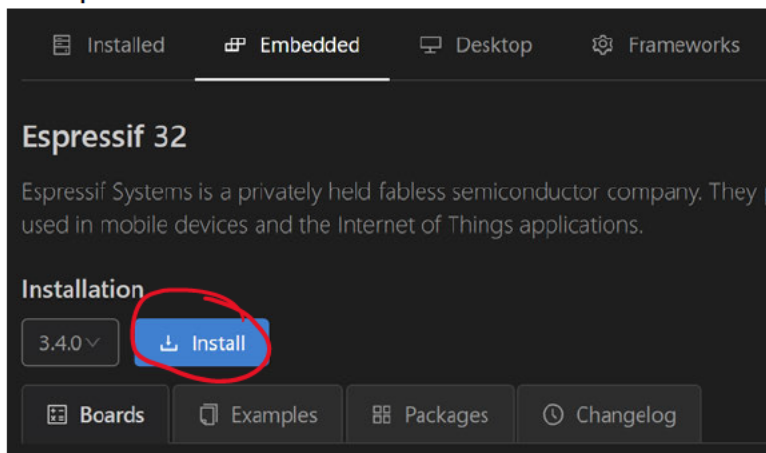 Installed Embedded Desktop Frameworks
Espressif 32
Espressif Systems is a privately held fabless semiconductor company. They
used in mobile devices and the Internet of Things applications.
Installation
3.4.0 Install
Boards Examples Packages Changelog